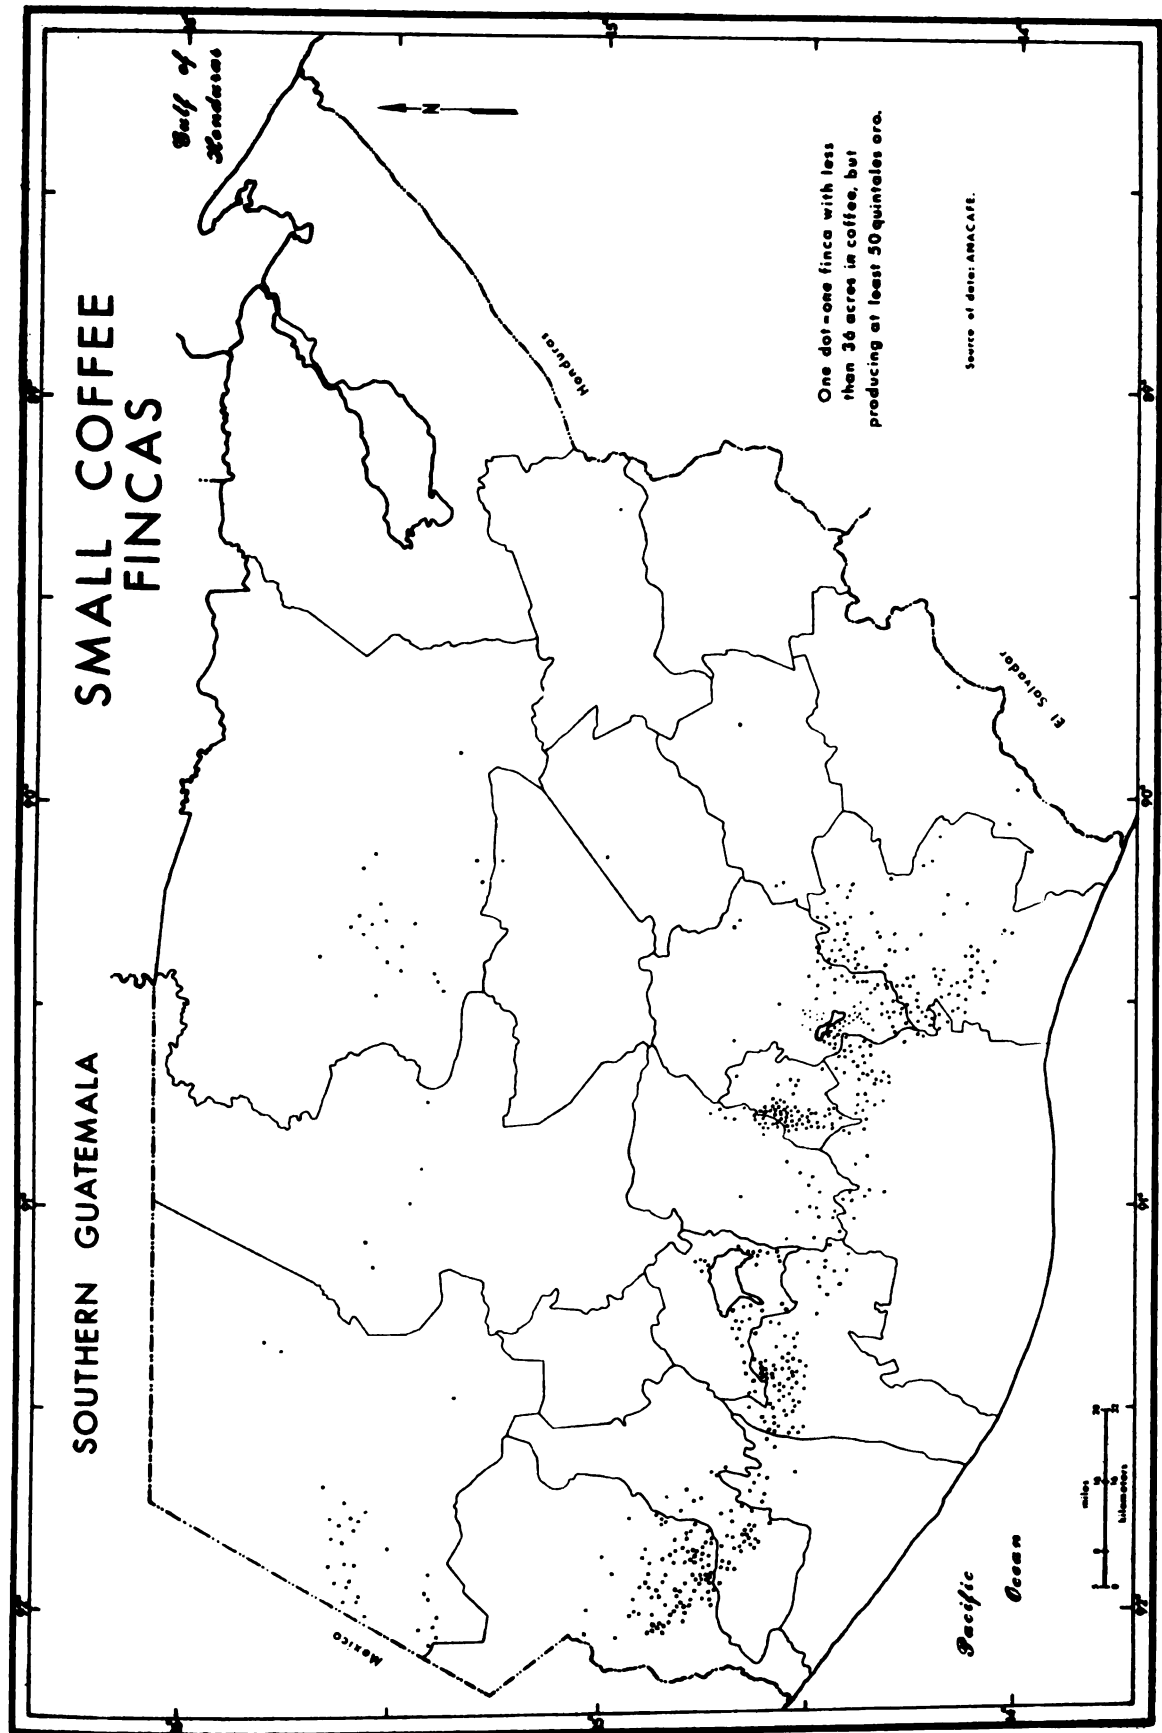 SOUTHERN GUATEMALA
SMALL COFFEE
FINCAS
Gulf of
Honduras
N
Mexico
Honduras
El Salvador
Pacific
Ocean
One dot=one finca with less
than 36 acres in coffee, but
producing at least 50 quintales oro.
Source of data: ANACAFE.
miles
kilometers